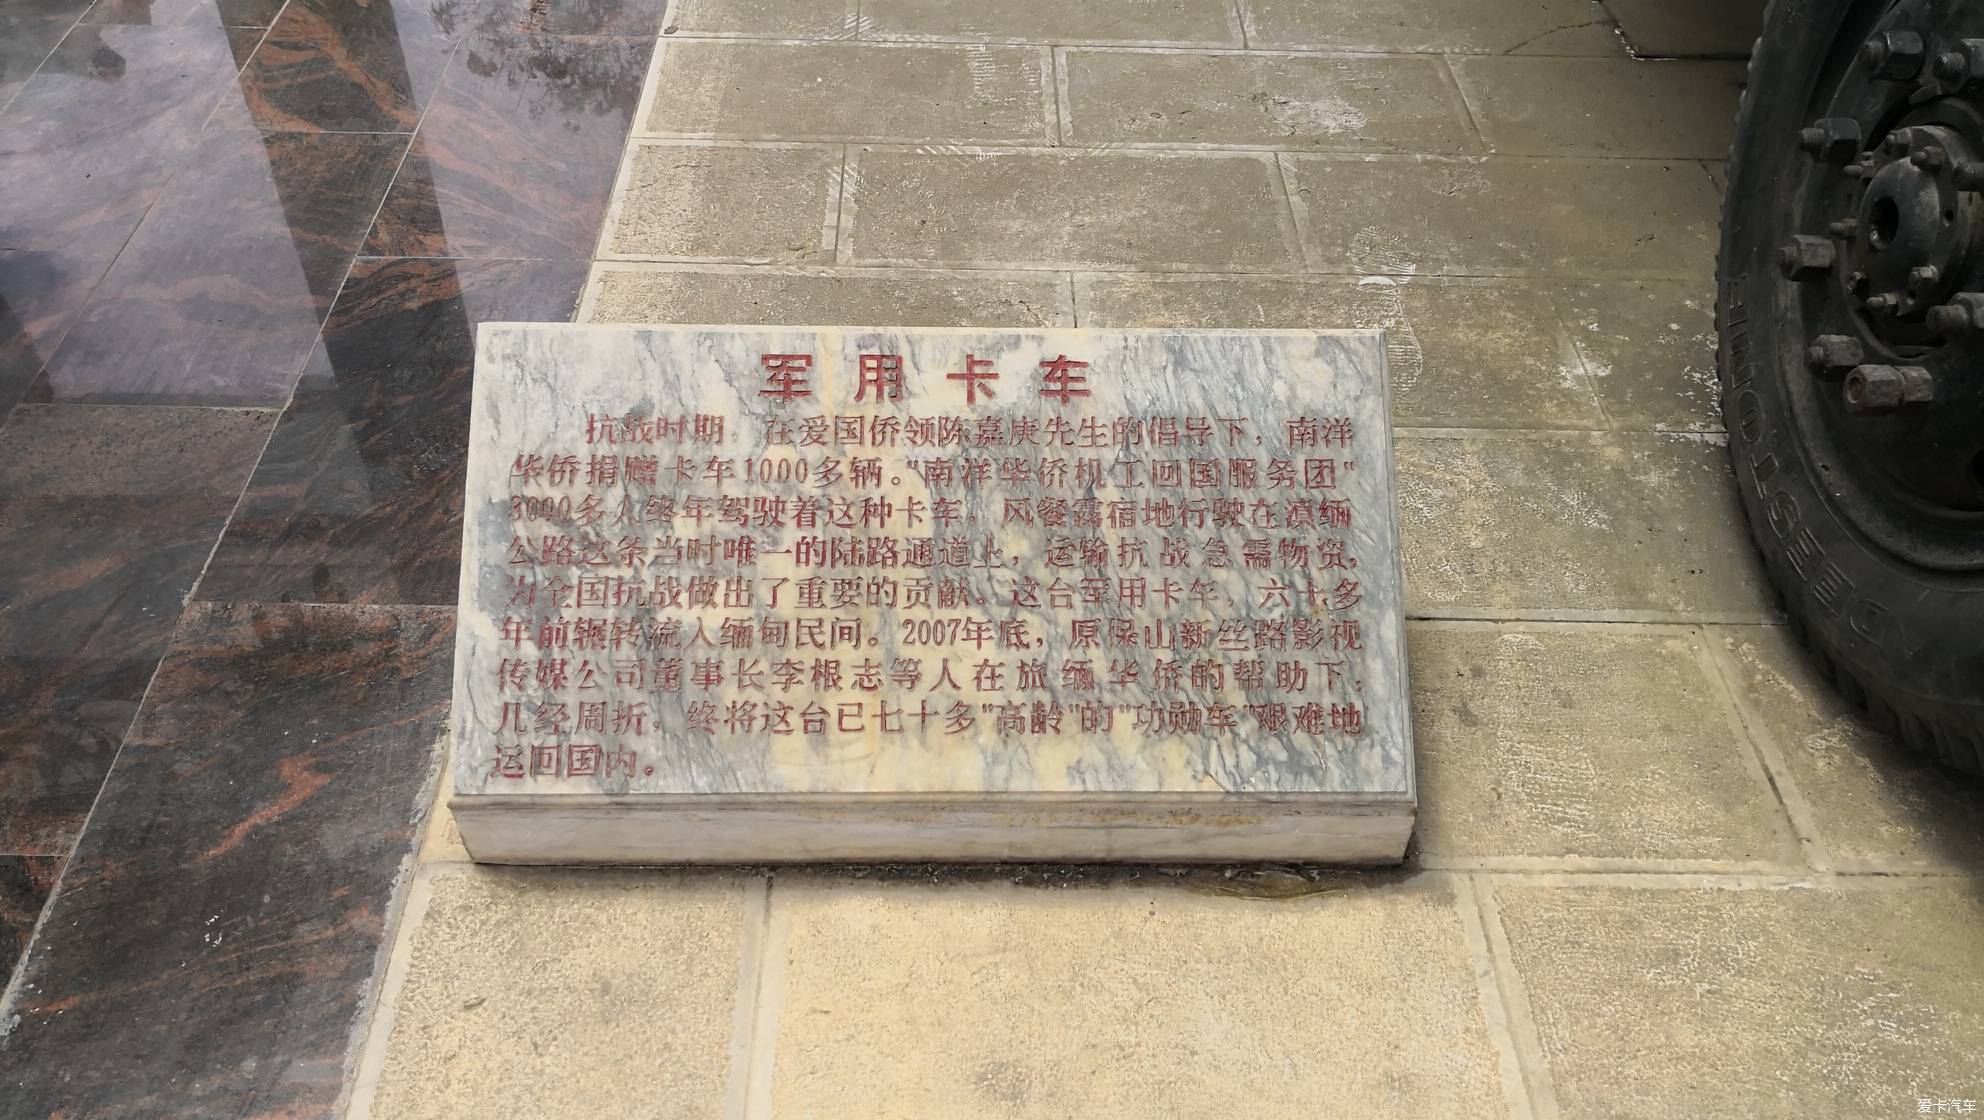 军用卡车
抗战时期，在爱国侨领陈嘉庚先生的倡导下，南洋
华侨捐赠卡车1000多辆。"南洋华侨机工回国服务团"
3000多人终年驾驶着这种卡车，风餐露宿地行驶在滇缅
公路这条当时唯一的陆路通道上，运输抗战急需物资，
为全国抗战做出了重要的贡献。这台军用卡车，六十多
年前辗转流入缅甸民间。2007年底，原保山新丝路影视
传媒公司董事长李根志等人在旅缅华侨的帮助下，
几经周折，终将这台已七十多"高龄"的"功勋车"艰难地
运回国内。
DEESTONE
爱卡汽车